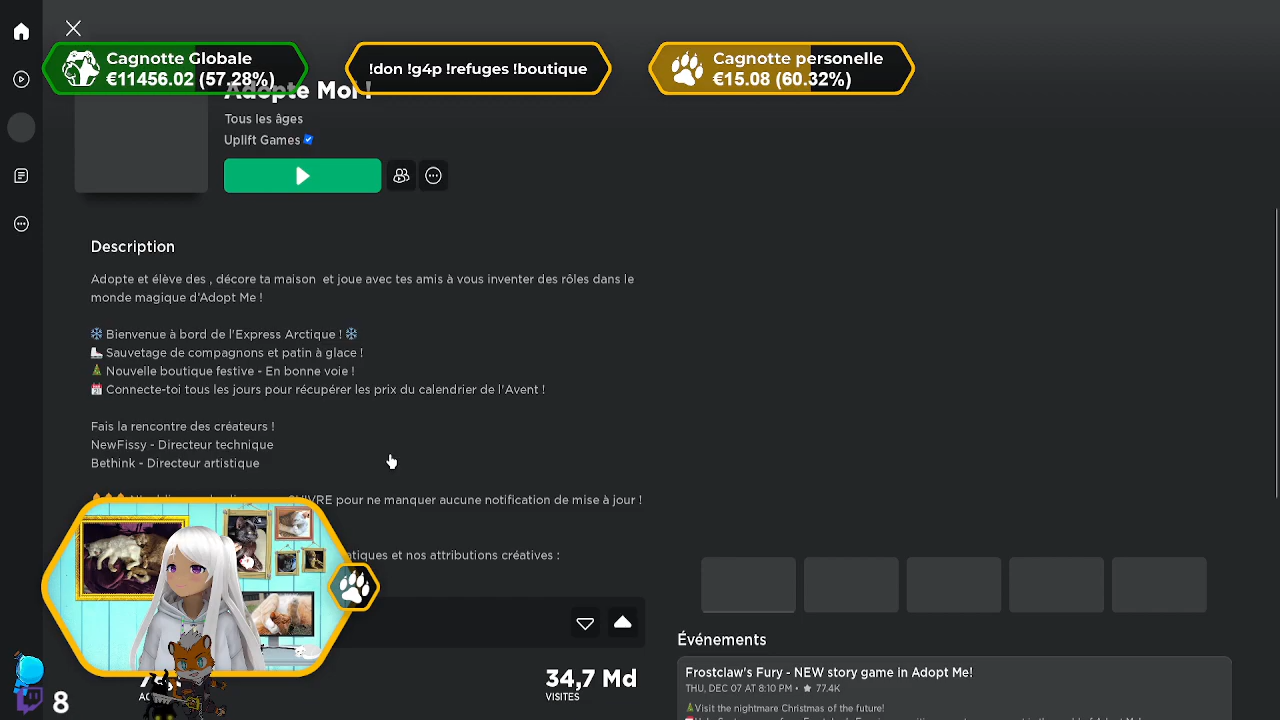 Cagnotte Globale
€11456.02 (57.28%)
!don !g4p !refuges !boutique
Cagnotte personelle
€15.08 (60.32%)
Adopte Moi !
Tous les âges
Uplift Games
Description
Adopte et élève des , décore ta maison et joue avec tes amis à vous inventer des rôles dans le
monde magique d'Adopt Me !
❄️ Bienvenue à bord de l'Express Arctique ! ❄️
⛸️ Sauvetage de compagnons et patin à glace !
🎄 Nouvelle boutique festive - En bonne voie !
📅 Connecte-toi tous les jours pour récupérer les prix du calendrier de l'Avent !
Fais la rencontre des créateurs !
NewFissy - Directeur technique
Bethink - Directeur artistique
pour ne manquer aucune notification de mise à jour !
et nos attributions créatives :
34,7 Md
VISITES
Événements
Frostclaw's Fury - NEW story game in Adopt Me!
THU, DEC 07 AT 8:10 PM • ★ 77.4K
🎄Visit the nightmare Christmas of the future!
8